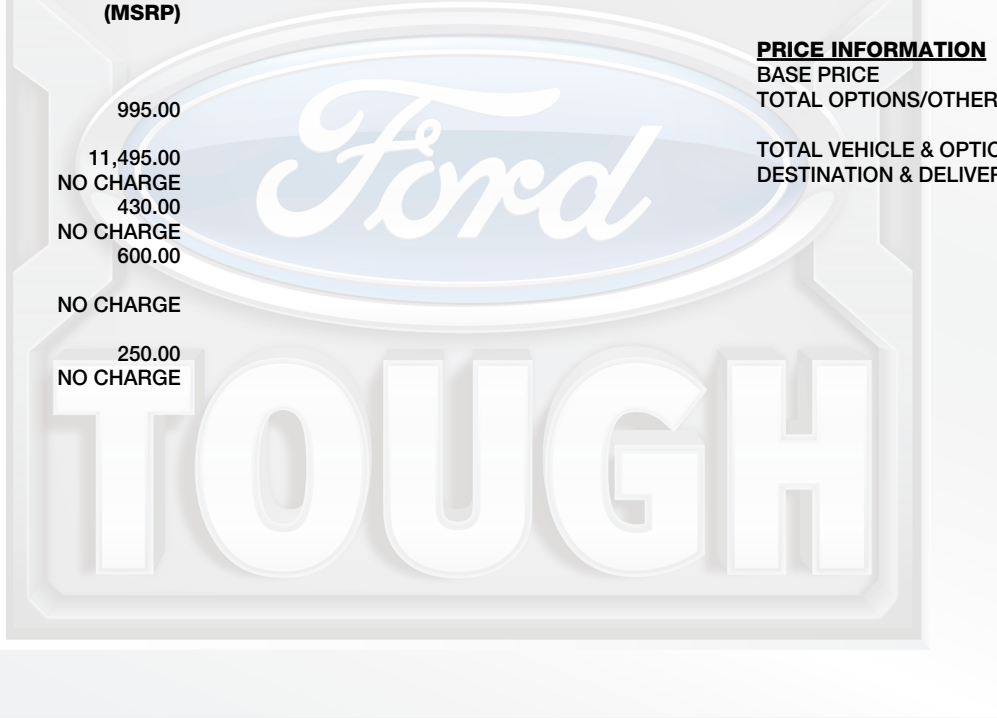 (MSRP)
995.00
11,495.00
NO CHARGE
430.00
NO CHARGE
600.00
NO CHARGE
250.00
NO CHARGE
PRICE INFORMATION
BASE PRICE
TOTAL OPTIONS/OTHER
TOTAL VEHICLE & OPTIO
DESTINATION & DELIVER
Ford
TOUGH